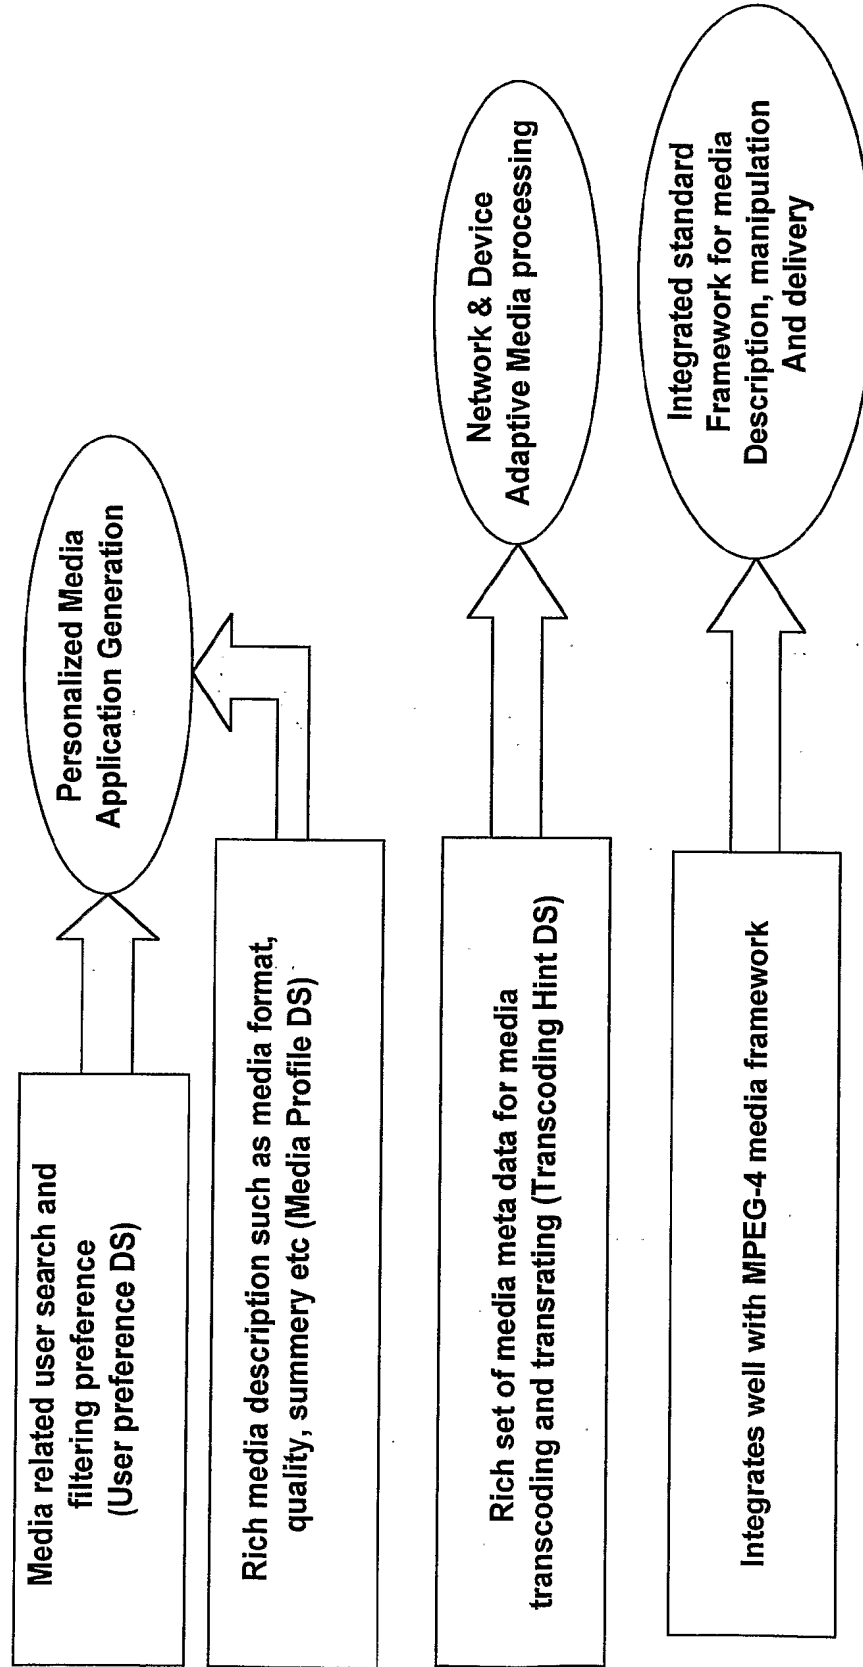 Media related user search and
filtering preference
(User preference DS)
Personalized Media
Application Generation
Rich media description such as media format,
quality, summery etc (Media Profile DS)
Rich set of media meta data for media
transcoding and transrating (Transcoding Hint DS)
Network & Device
Adaptive Media processing
Integrates well with MPEG-4 media framework
Integrated standard
Framework for media
Description, manipulation
And delivery